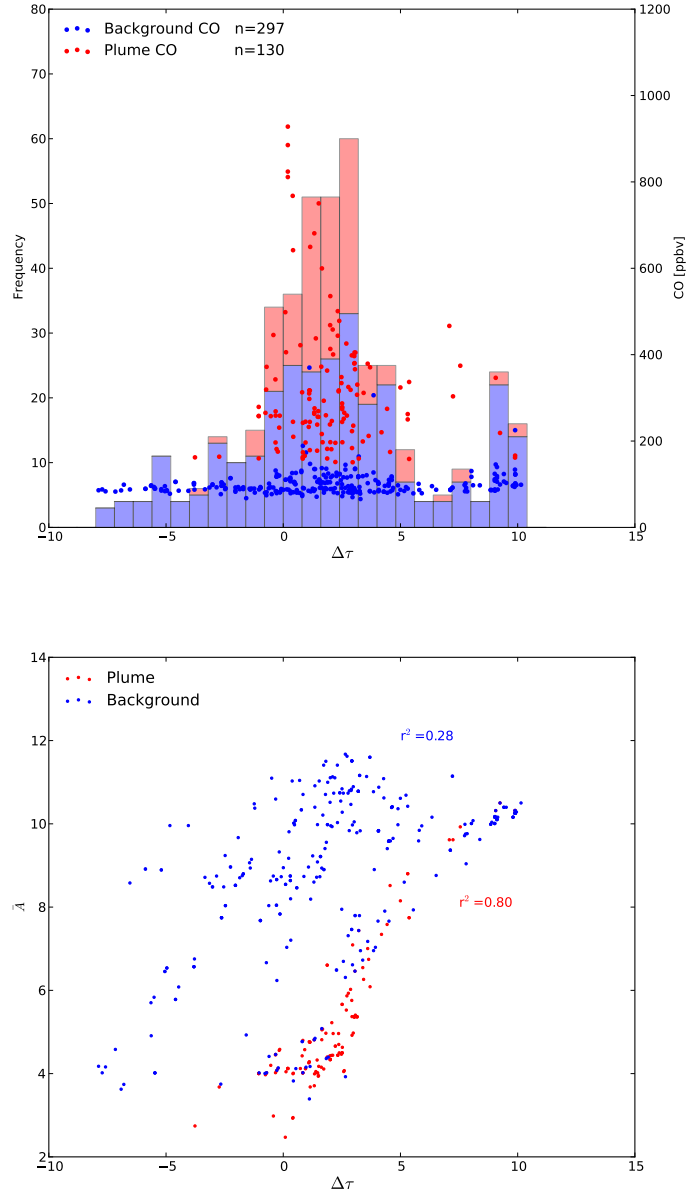 80
70
60
50
40
30
20
10
0
Frequency
1200
1000
800
600
400
200
0
CO [ppbv]
Background CO n=297
Plume CO n=130
−10 −5 0 5 10 15
Δτ
14
12
10
8
6
4
2
Ā
Plume
Background
r² =0.28
r² =0.80
−10 −5 0 5 10 15
Δτ